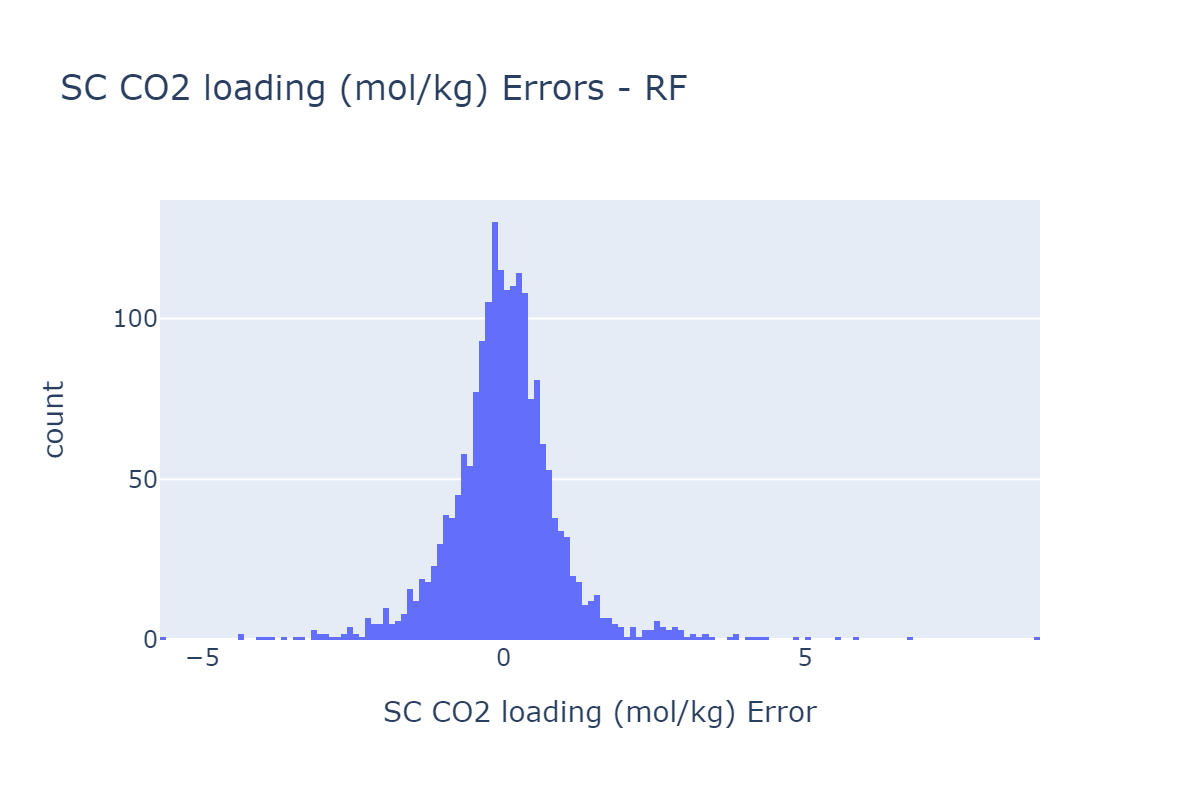 SC CO2 loading (mol/kg) Errors - RF
100
50
0
count
−5 0 5
SC CO2 loading (mol/kg) Error